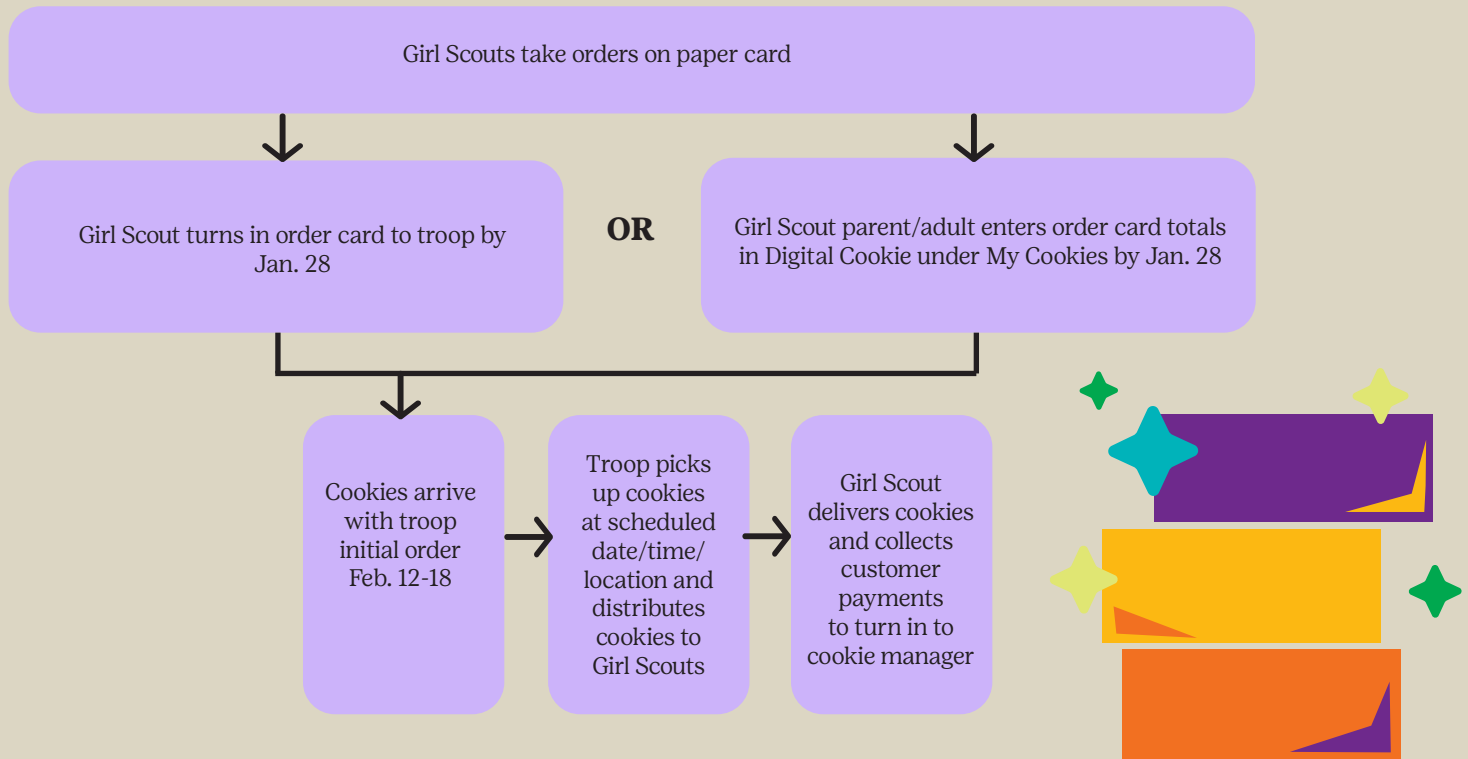 Girl Scouts take orders on paper card
Girl Scout turns in order card to troop by
Jan. 28
OR
Girl Scout parent/adult enters order card totals
in Digital Cookie under My Cookies by Jan. 28
Cookies arrive
with troop
initial order
Feb. 12-18
Troop picks
up cookies
at scheduled
date/time/
location and
distributes
cookies to
Girl Scouts
Girl Scout
delivers cookies
and collects
customer
payments
to turn in to
cookie manager